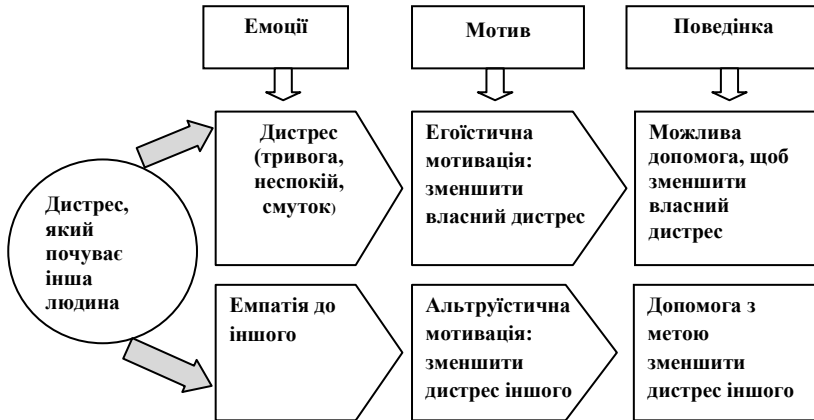 Емоції
Мотив
Поведінка
Дистрес
(тривога,
неспокій,
смуток)
Егоїстична
мотивація:
зменшити
власний дистрес
Можлива
допомога, щоб
зменшити
власний
дистрес
Дистрес,
який
почуває
інша
людина
Емпатія до
іншого
Альтруїстична
мотивація:
зменшити
дистрес іншого
Допомога з
метою
зменшити
дистрес іншого